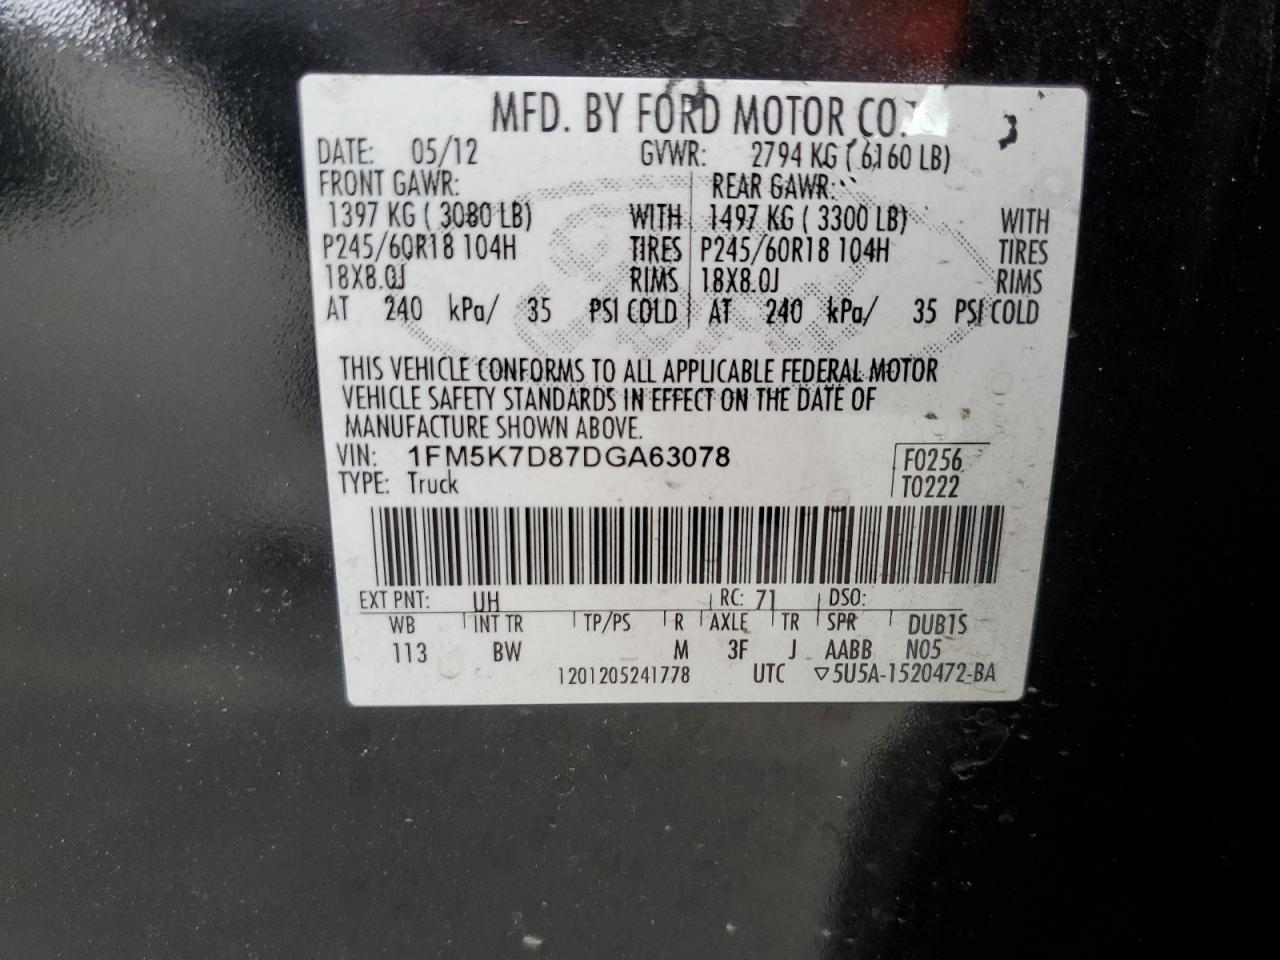 MFD. BY FORD MOTOR CO.
DATE: 05/12 GVWR: 2794 KG ( 6160 LB)
FRONT GAWR: REAR GAWR:
1397 KG ( 3080 LB) WITH 1497 KG ( 3300 LB) WITH
P245/60R18 104H TIRES P245/60R18 104H TIRES
18X8.0J RIMS 18X8.0J RIMS
AT 240 kPa/ 35 PSI COLD AT 240 kPa/ 35 PSI COLD
THIS VEHICLE CONFORMS TO ALL APPLICABLE FEDERAL MOTOR
VEHICLE SAFETY STANDARDS IN EFFECT ON THE DATE OF
MANUFACTURE SHOWN ABOVE.
VIN: 1FM5K7D87DGA63078 F0256
TYPE: Truck T0222
EXT PNT: UH RC: 71 DSO:
WB INT TR TP/PS R AXLE TR SPR DUB1S
113 BW M 3F J AABB N05
1201205241778 UTC ▽5U5A-1520472-BA